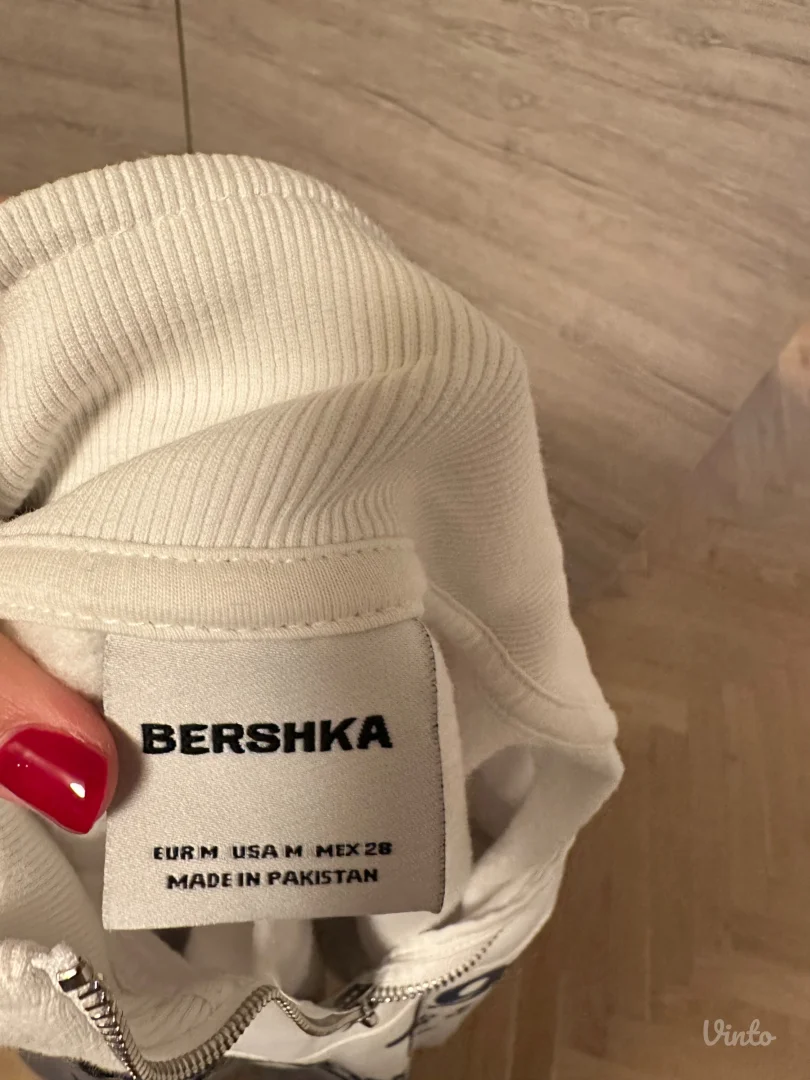 BERSHKA
EUR M USA M MEX 28
MADE IN PAKISTAN
Vinto